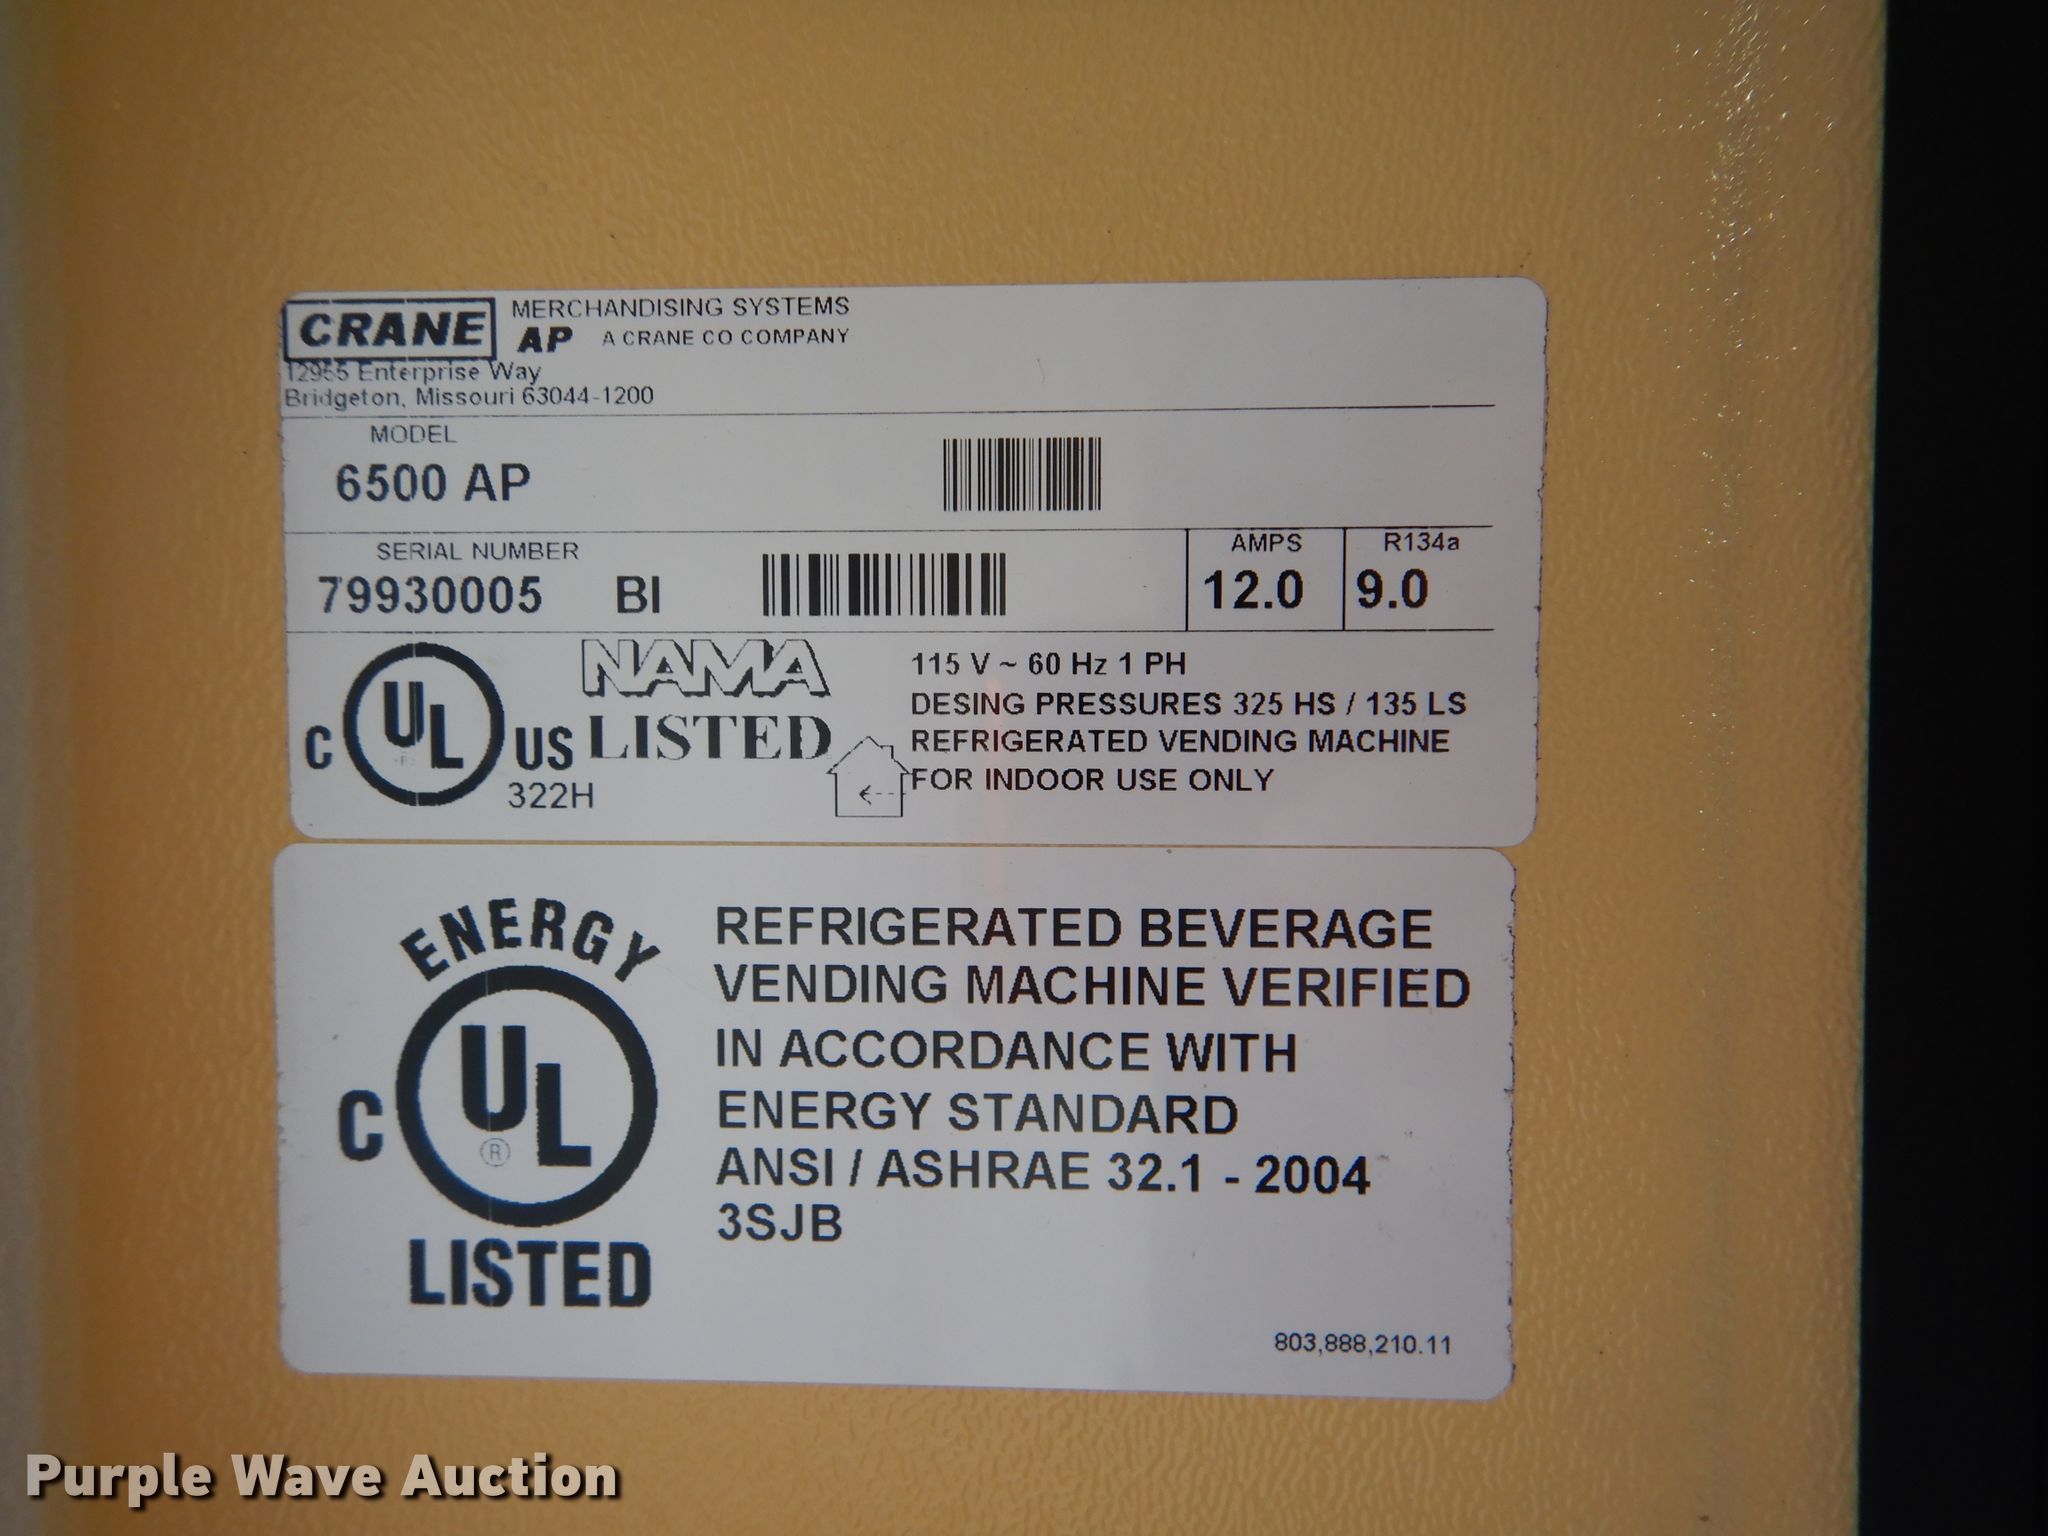 CRANE MERCHANDISING SYSTEMS
AP A CRANE CO COMPANY
12955 Enterprise Way
Bridgeton, Missouri 63044-1200
MODEL
6500 AP
SERIAL NUMBER
79930005 BI
AMPS
12.0
R134a
9.0
C UL US
322H
NAMA
LISTED
115 V ~ 60 Hz 1 PH
DESING PRESSURES 325 HS / 135 LS
REFRIGERATED VENDING MACHINE
FOR INDOOR USE ONLY
ENERGY
C UL ®
LISTED
REFRIGERATED BEVERAGE
VENDING MACHINE VERIFIED
IN ACCORDANCE WITH
ENERGY STANDARD
ANSI / ASHRAE 32.1 - 2004
3SJB
803,888,210.11
Purple Wave Auction